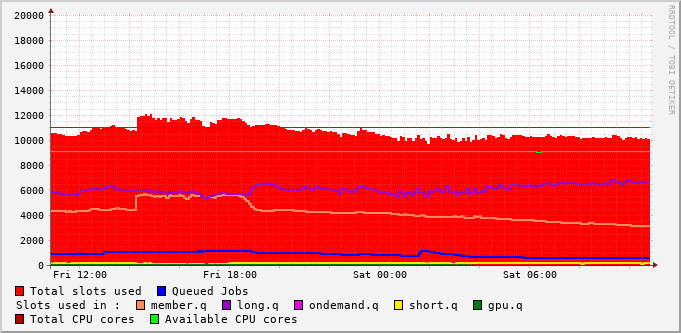 20000
18000
16000
14000
12000
10000
8000
6000
4000
2000
0
Fri 12:00 Fri 18:00 Sat 00:00 Sat 06:00
RRDTOOL / TOBI OETIKER
Total slots used Queued Jobs
Slots used in : member.q long.q ondemand.q short.q gpu.q
Total CPU cores Available CPU cores